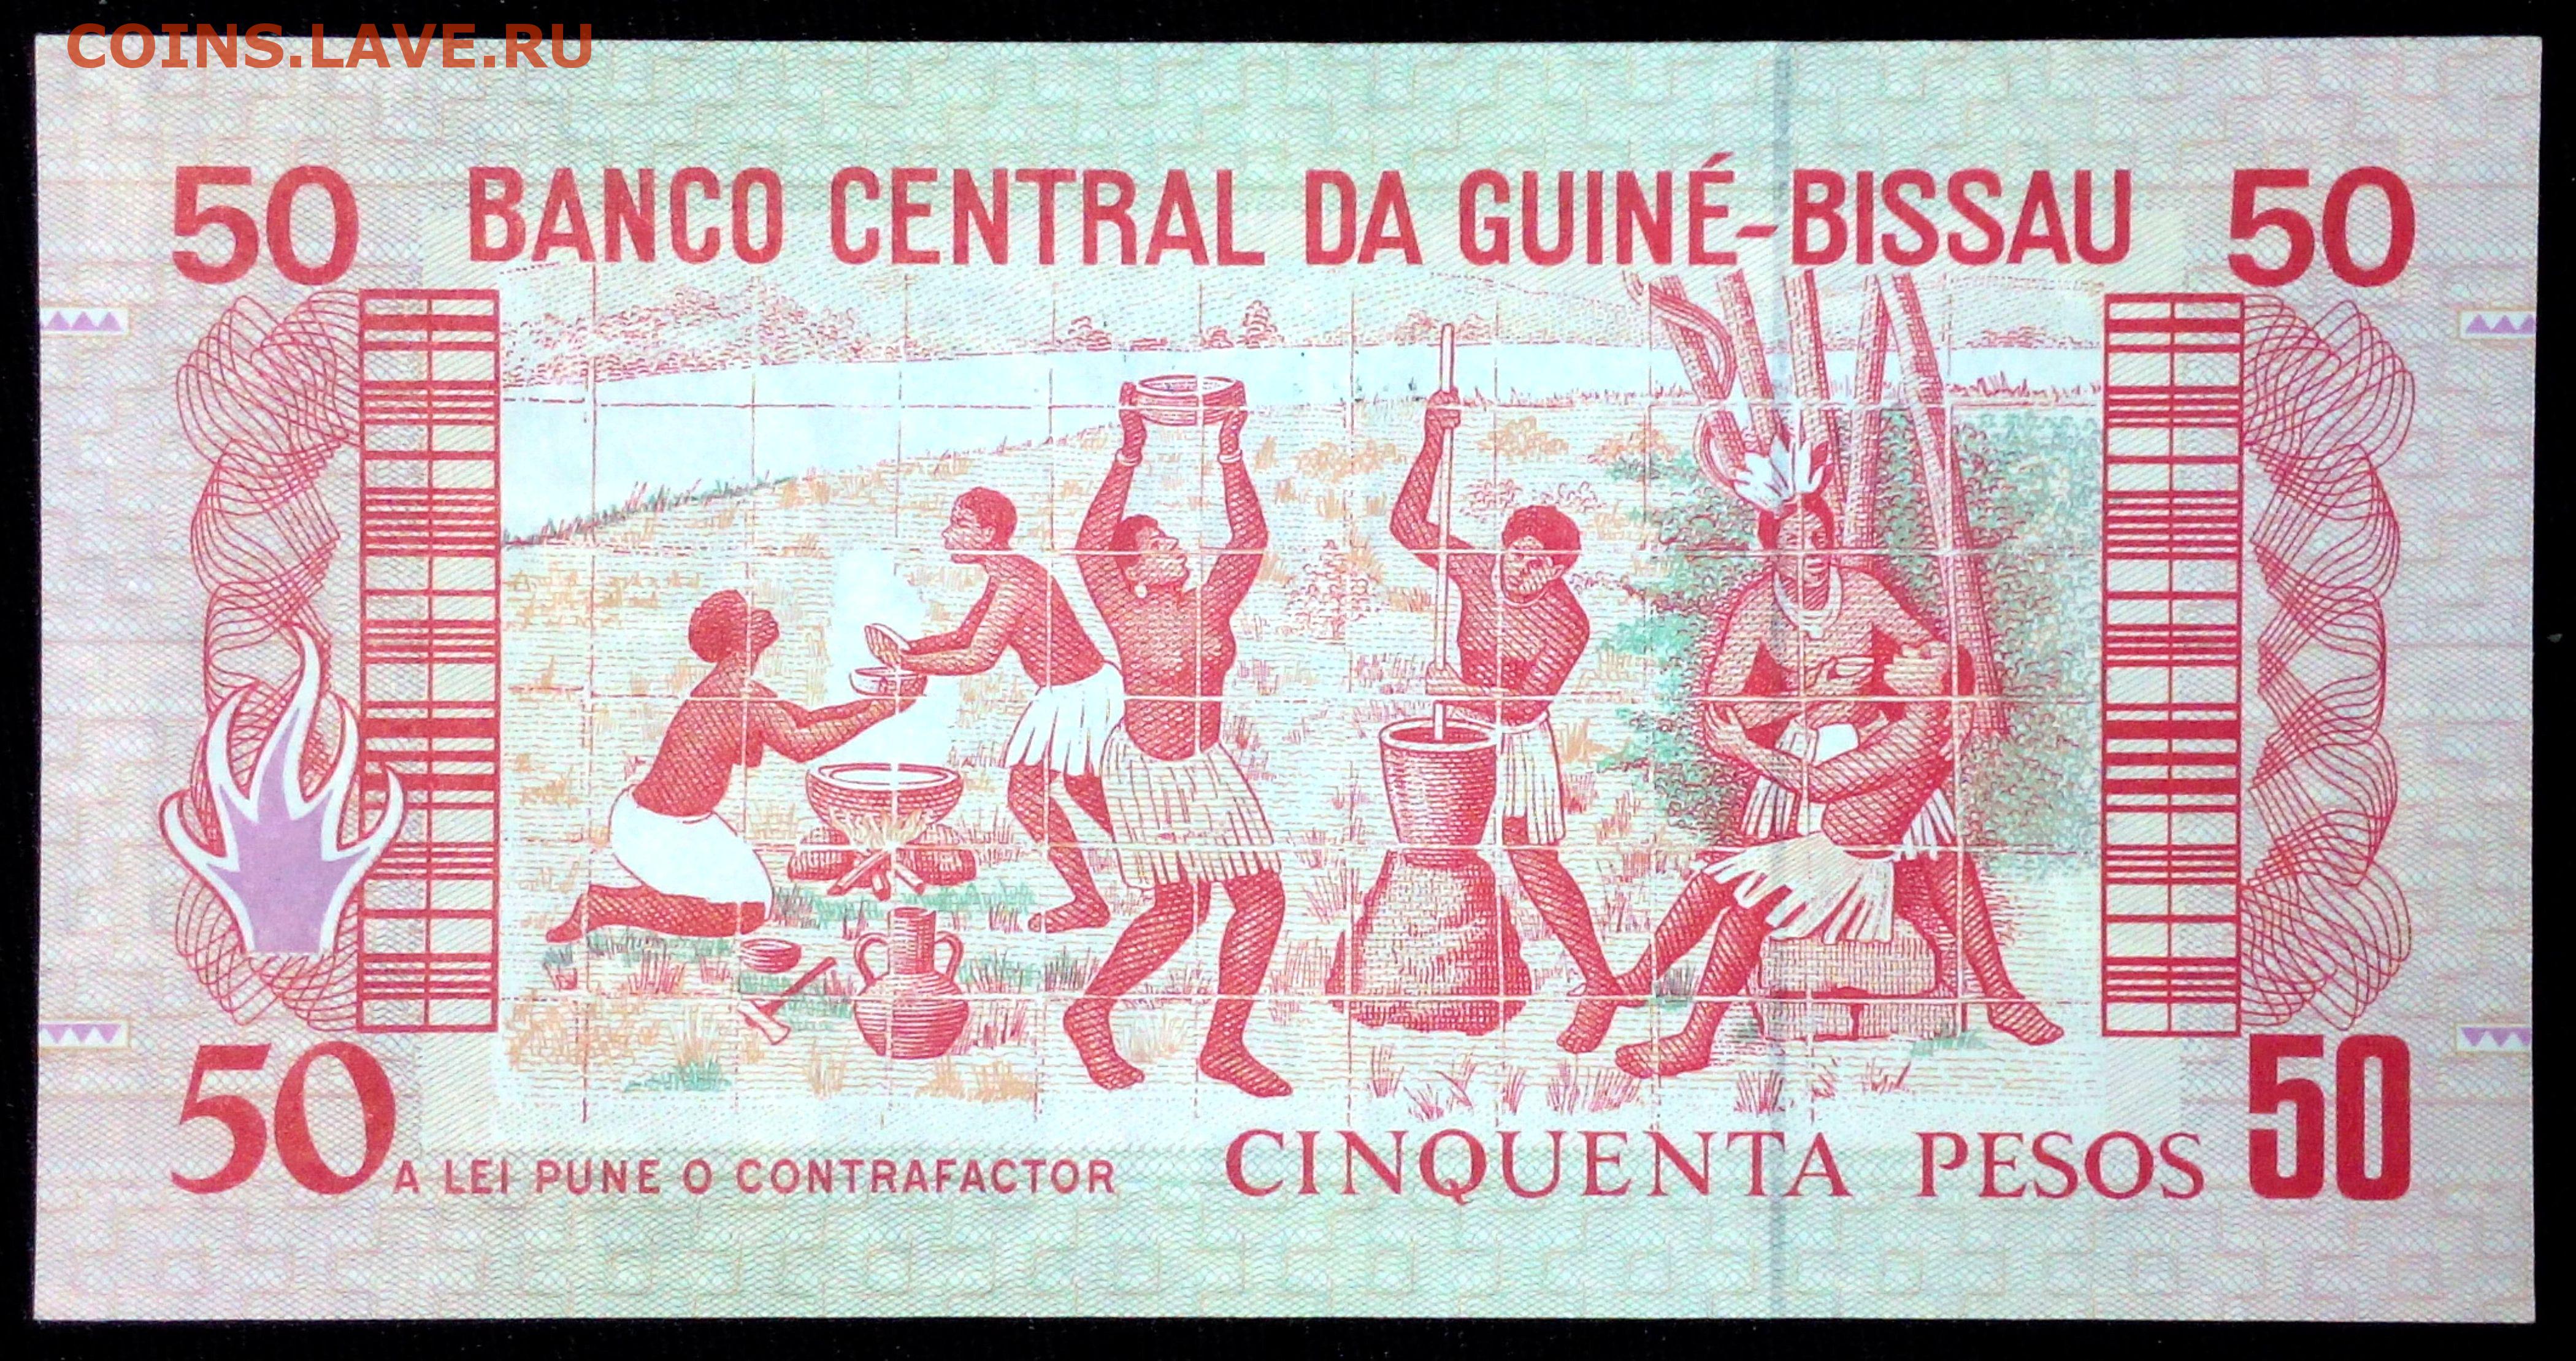 COINS.LAVE.RU
50 BANCO CENTRAL DA GUINÉ-BISSAU 50
50 A LEI PUNE O CONTRAFACTOR CINQUENTA PESOS 50